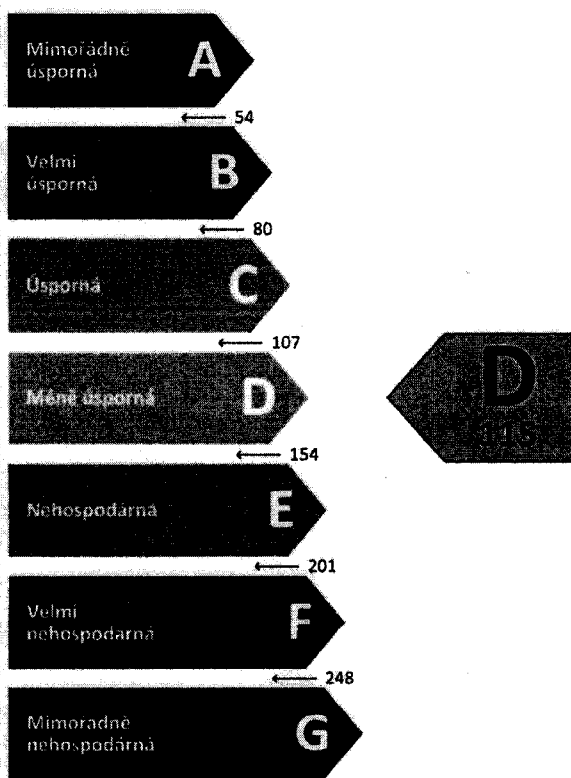 Mimořádně
úsporná
A
54
Velmi
úsporná
B
80
Úsporná
C
107
Méně úsporná
D
154
D
Nehospodárná
E
201
Velmi
nehospodárná
F
248
Mimořádně
nehospodárná
G